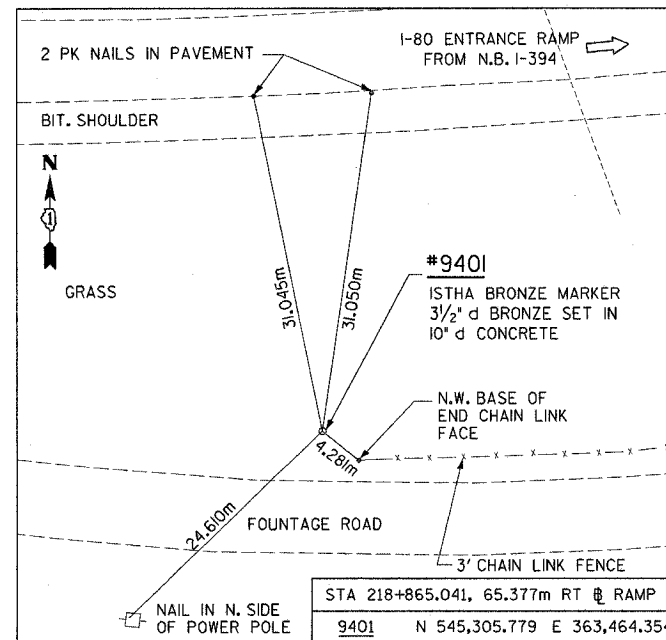 2 PK NAILS IN PAVEMENT
I-80 ENTRANCE RAMP
FROM N.B. I-394
BIT. SHOULDER
N
1
GRASS
31.045m
31.050m
#9401
ISTHA BRONZE MARKER
3½" d BRONZE SET IN
10" d CONCRETE
N.W. BASE OF
END CHAIN LINK
FACE
4.281m
24.610m
FOUNTAGE ROAD
3' CHAIN LINK FENCE
NAIL IN N. SIDE
OF POWER POLE
STA 218+865.041, 65.377m RT ⅊ RAMP
9401 N 545,305.779 E 363,464.354